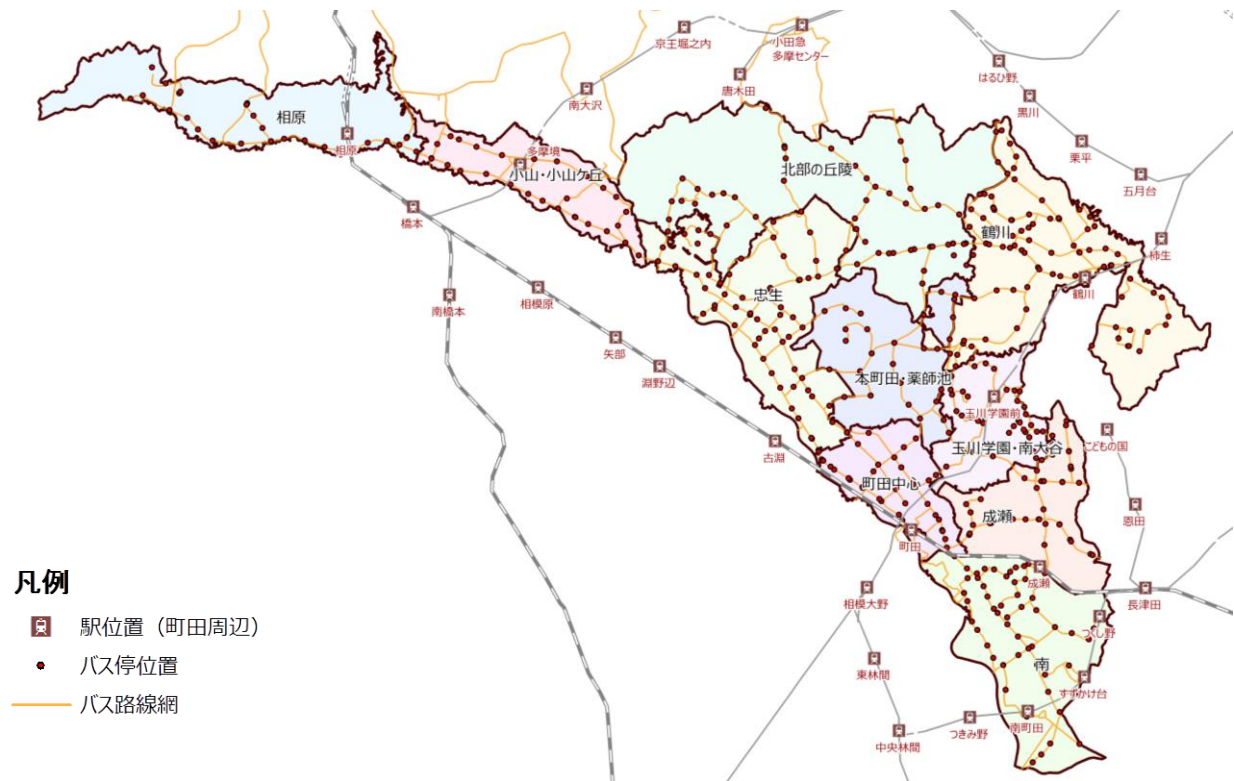 小田急
多摩センター
京王堀之内
はるひ野
唐木田
南大沢
黒川
相原
相原
多摩境
小山・小山ケ丘
北部の丘陵
栗平
五月台
橋本
鶴川
柿生
鶴川
南橋本
相模原
忠生
矢部
淵野辺
本町田・薬師池
玉川学園前
古淵
玉川学園・南大谷
こどもの国
町田中心
成瀬
恩田
町田
成瀬
相模大野
長津田
つくし野
東林間
南
すずかけ台
南町田
つきみ野
中央林間
凡例
駅位置（町田周辺）
バス停位置
バス路線網